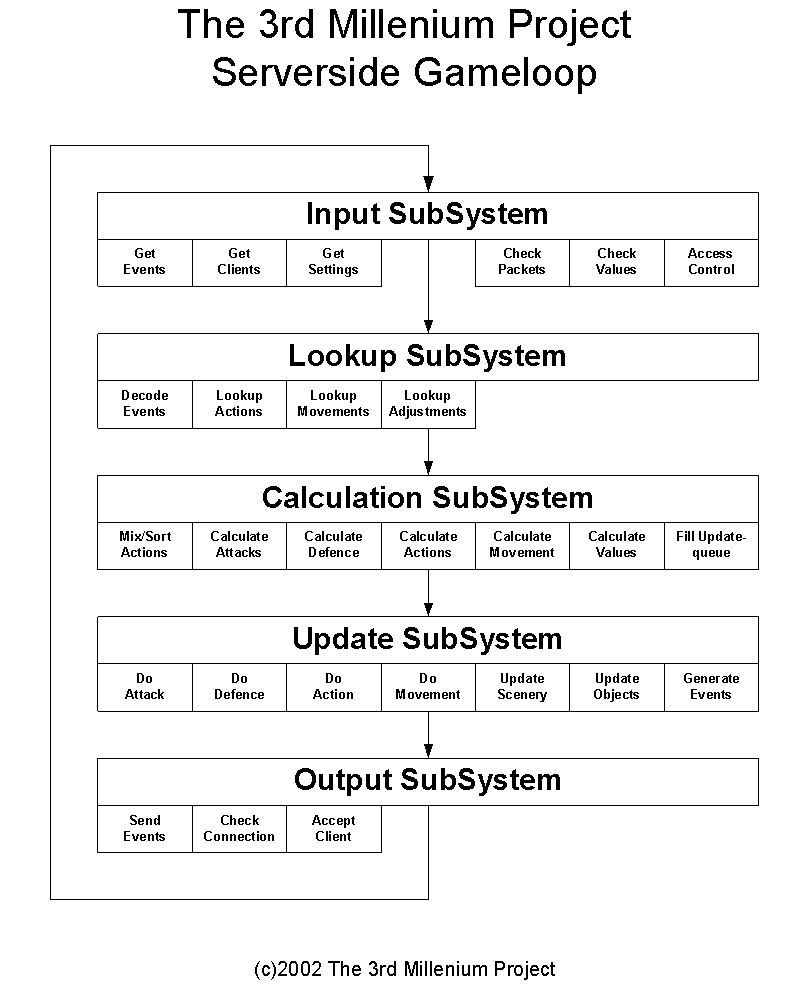 The 3rd Millenium Project
Serverside Gameloop
Input SubSystem
Get
Events
Get
Clients
Get
Settings
Check
Packets
Check
Values
Access
Control
Lookup SubSystem
Decode
Events
Lookup
Actions
Lookup
Movements
Lookup
Adjustments
Calculation SubSystem
Mix/Sort
Actions
Calculate
Attacks
Calculate
Defence
Calculate
Actions
Calculate
Movement
Calculate
Values
Fill Update-
queue
Update SubSystem
Do
Attack
Do
Defence
Do
Action
Do
Movement
Update
Scenery
Update
Objects
Generate
Events
Output SubSystem
Send
Events
Check
Connection
Accept
Client
(c)2002 The 3rd Millenium Project